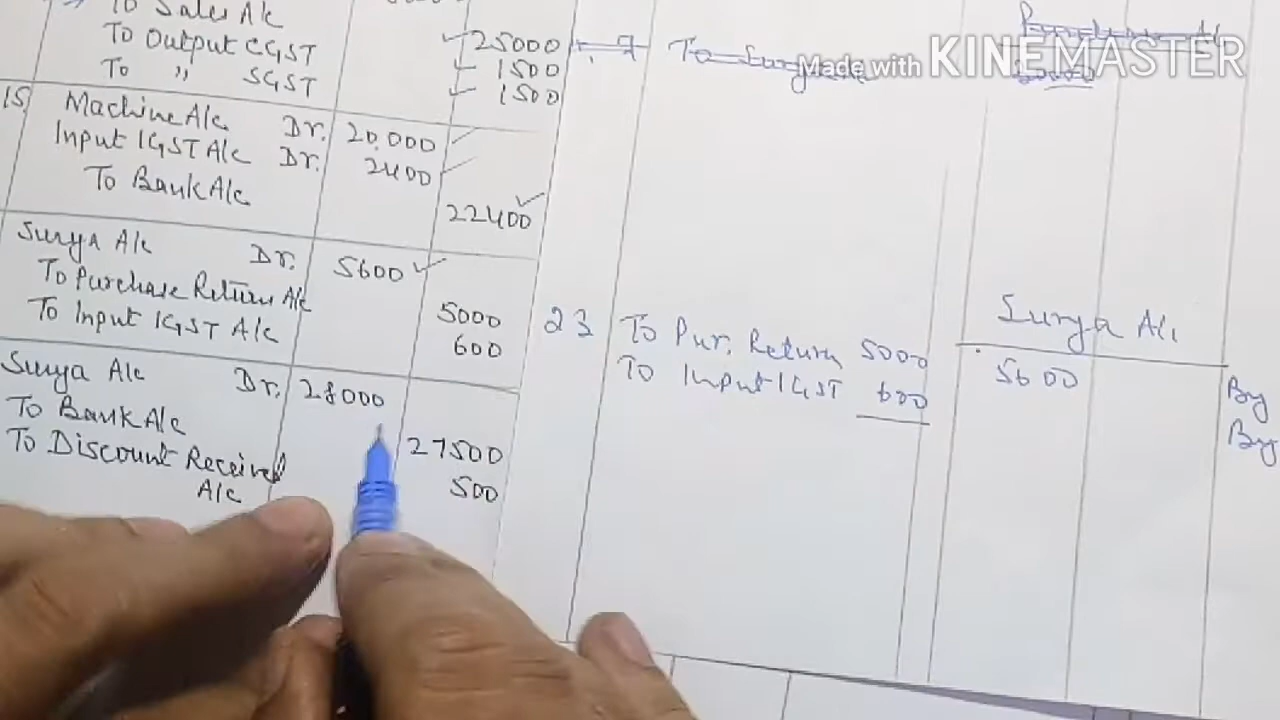 To Sales A/c
To Output CGST 25000
To " SGST 1500
1500
15 Machine A/c Dr. 20,000
Input IGST A/c Dr. 2400
To Bank A/c 22400
Surya A/c Dr. 5600
To Purchase Return A/c 5000
To Input IGST A/c 600
Surya A/c Dr. 28000
To Bank A/c 27500
To Discount Received 500
A/c
Made with KINEMASTER
Surya A/c
23 To Pur. Return 5000 5600
To Input IGST 600
By
By